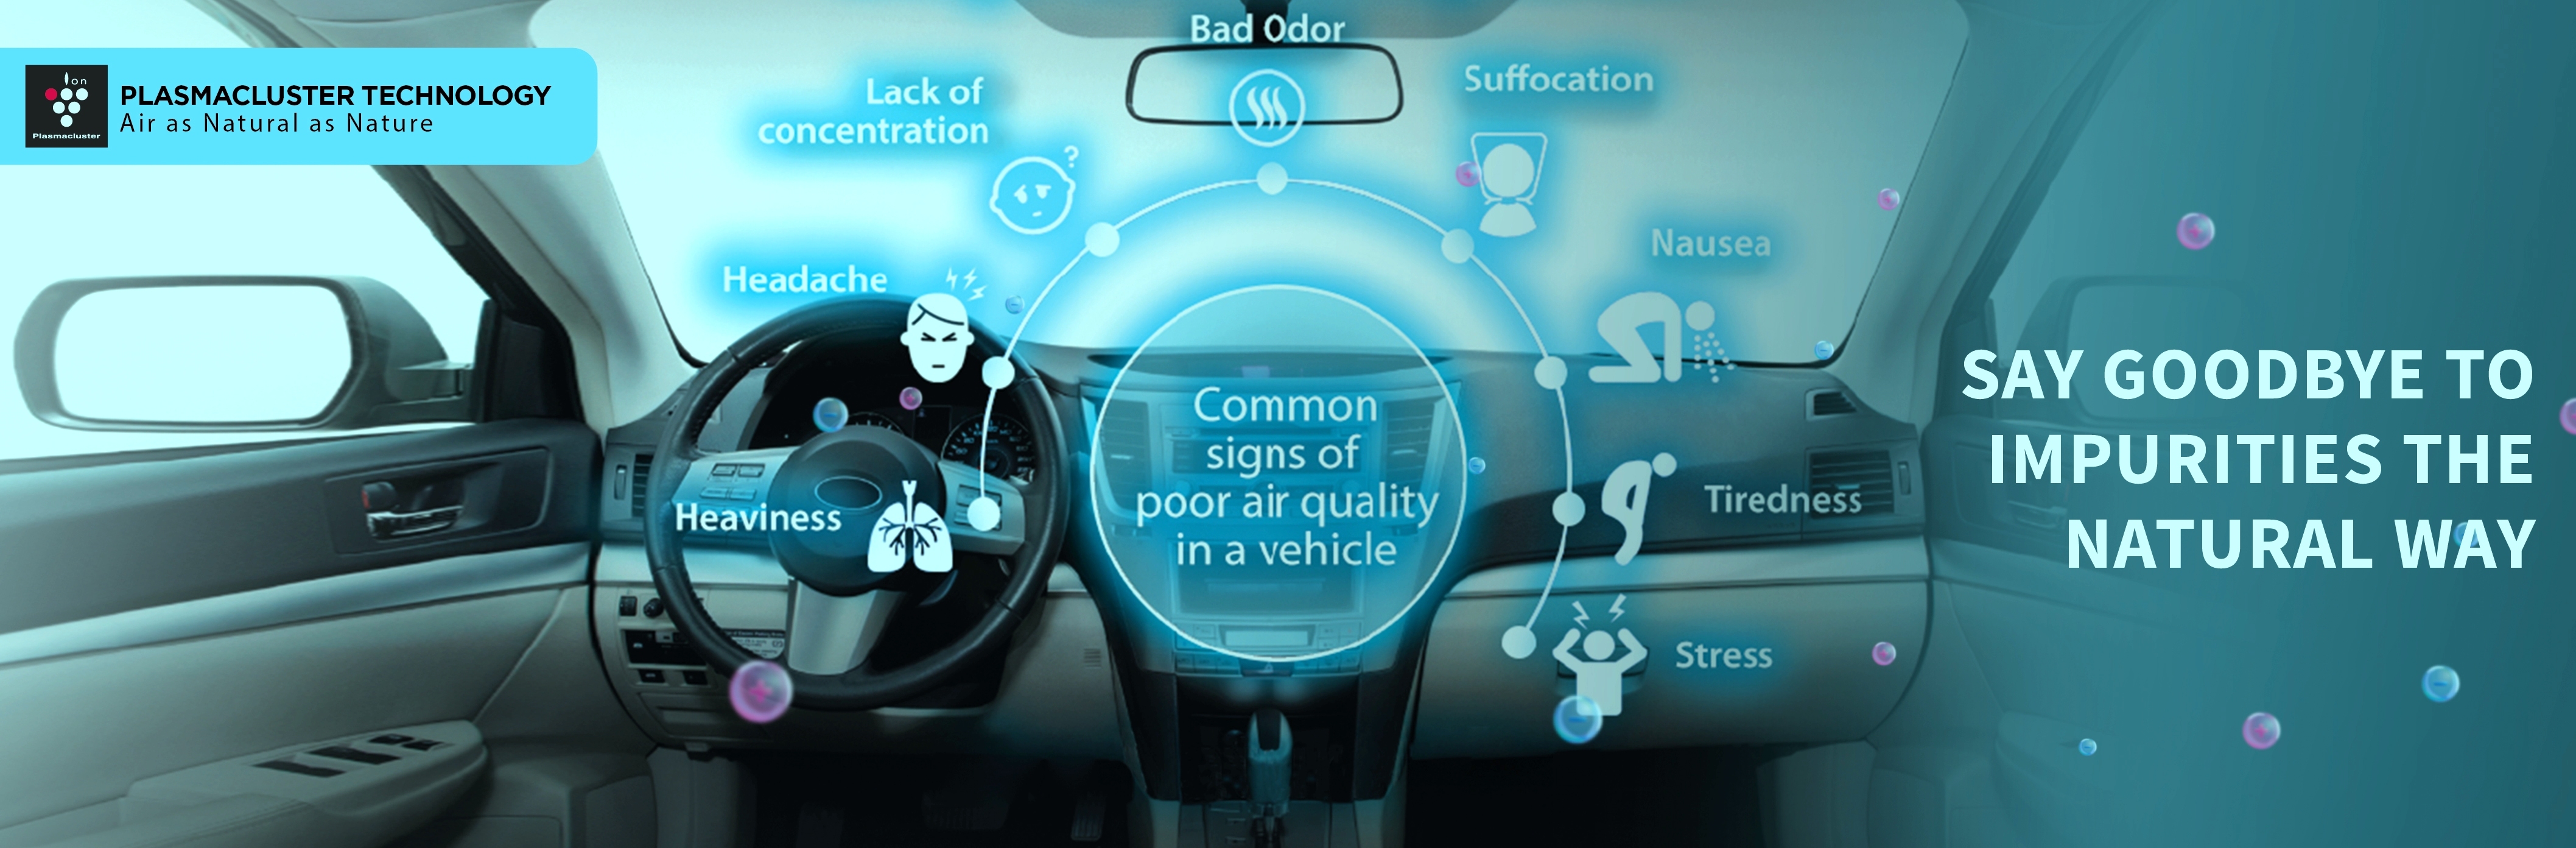 ion
Plasmacluster
PLASMACLUSTER TECHNOLOGY
Air as Natural as Nature
Bad Odor
Lack of
concentration
Suffocation
Headache
Nausea
Heaviness
Tiredness
Stress
Common
signs of
poor air quality
in a vehicle
SAY GOODBYE TO
IMPURITIES THE
NATURAL WAY